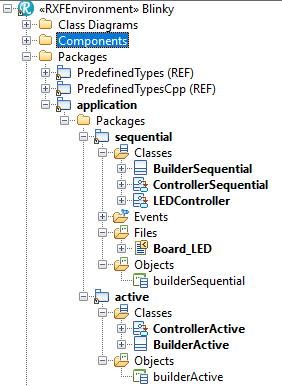 «RXFEnvironment» Blinky
Class Diagrams
Components
Packages
PredefinedTypes (REF)
PredefinedTypesCpp (REF)
application
Packages
sequential
Classes
BuilderSequential
ControllerSequential
LEDController
Events
Files
Board_LED
Objects
builderSequential
active
Classes
ControllerActive
BuilderActive
Objects
builderActive